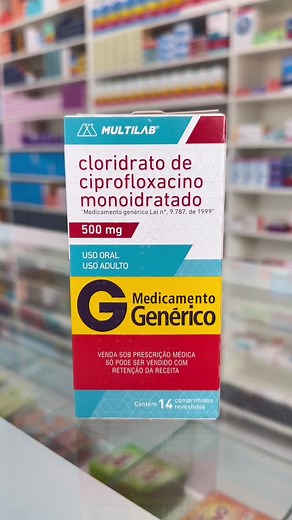 MULTILAB®
cloridrato de
ciprofloxacino
monoidratado
"Medicamento genérico Lei nº. 9.787, de 1999"
500 mg
USO ORAL
USO ADULTO
G Medicamento
Genérico
VENDA SOB PRESCRIÇÃO MÉDICA
SÓ PODE SER VENDIDO COM
RETENÇÃO DA RECEITA
Contém 14 comprimidos
revestidos